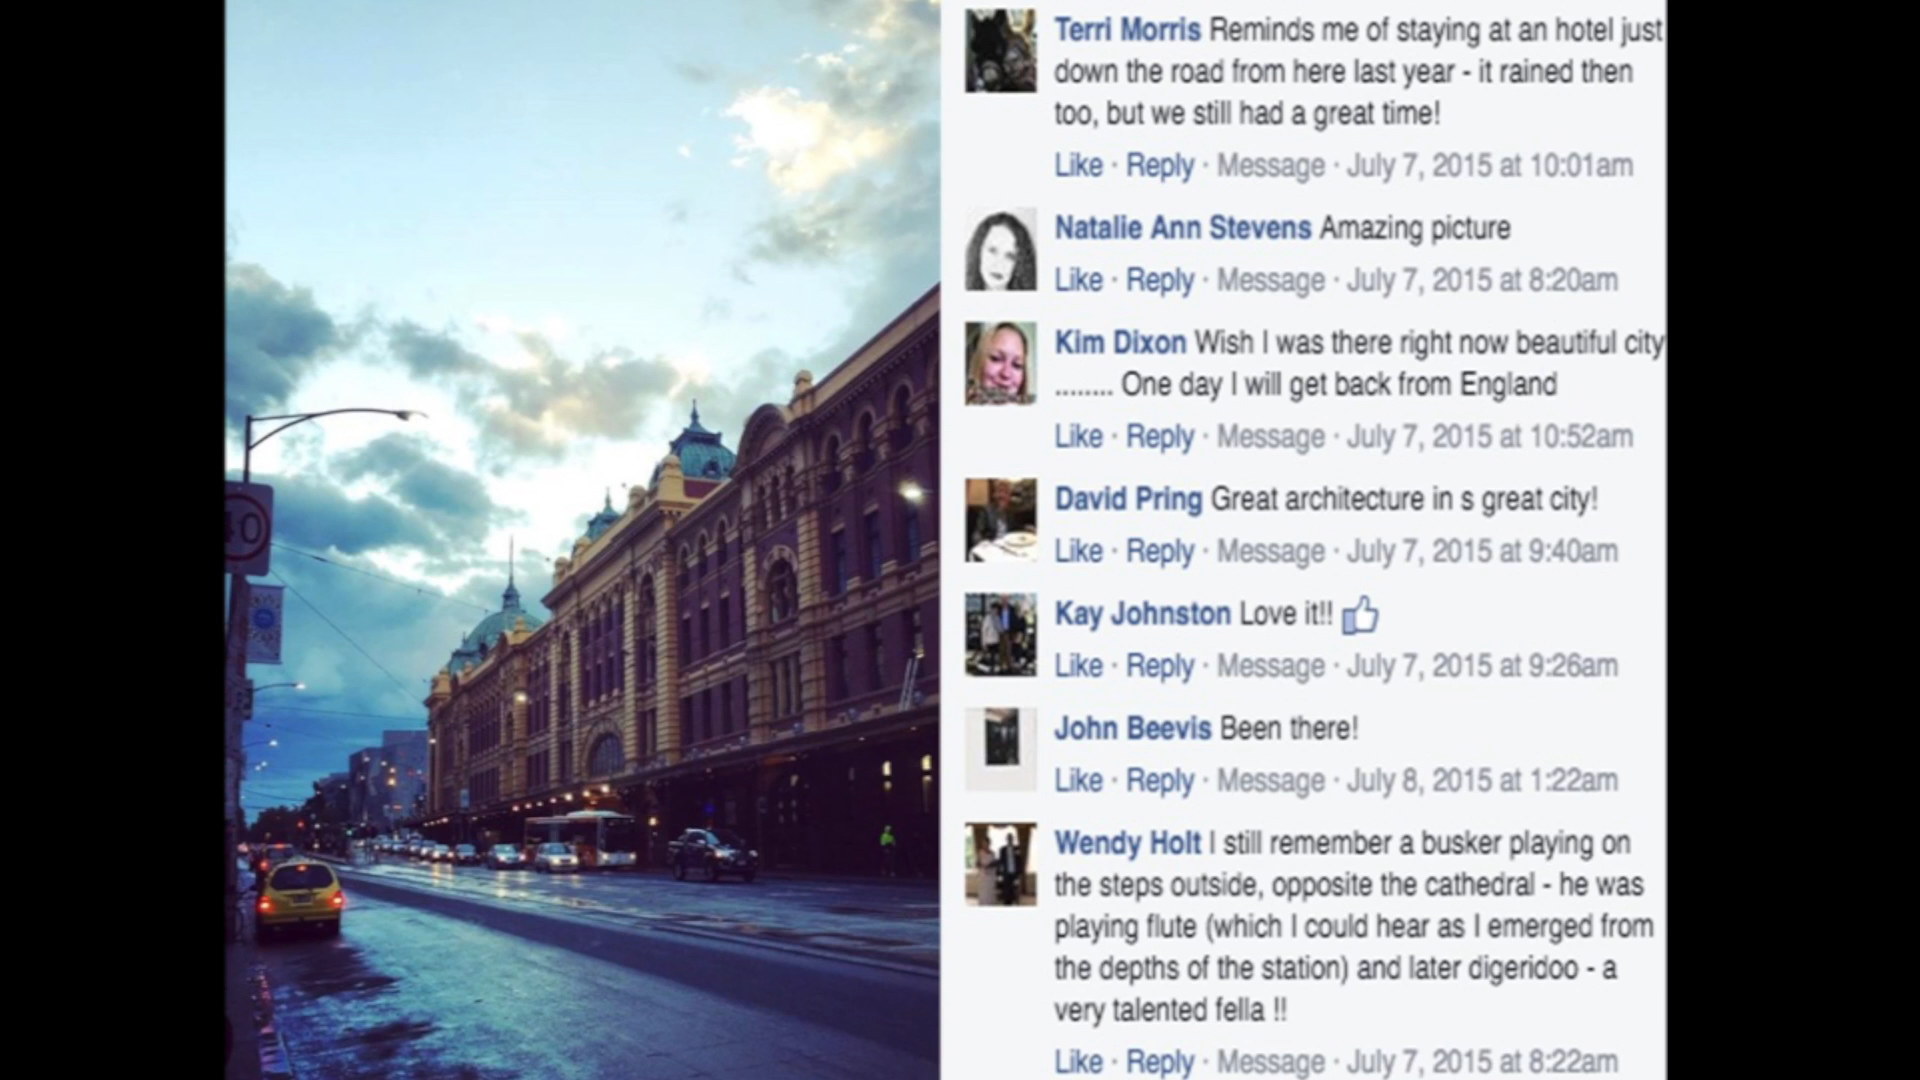 40
Terri Morris Reminds me of staying at an hotel just
down the road from here last year - it rained then
too, but we still had a great time!
Like · Reply · Message · July 7, 2015 at 10:01am
Natalie Ann Stevens Amazing picture
Like · Reply · Message · July 7, 2015 at 8:20am
Kim Dixon Wish I was there right now beautiful city
........ One day I will get back from England
Like · Reply · Message · July 7, 2015 at 10:52am
David Pring Great architecture in s great city!
Like · Reply · Message · July 7, 2015 at 9:40am
Kay Johnston Love it!!
Like · Reply · Message · July 7, 2015 at 9:26am
John Beevis Been there!
Like · Reply · Message · July 8, 2015 at 1:22am
Wendy Holt I still remember a busker playing on
the steps outside, opposite the cathedral - he was
playing flute (which I could hear as I emerged from
the depths of the station) and later digeridoo - a
very talented fella !!
Like · Reply · Message · July 7, 2015 at 8:22am